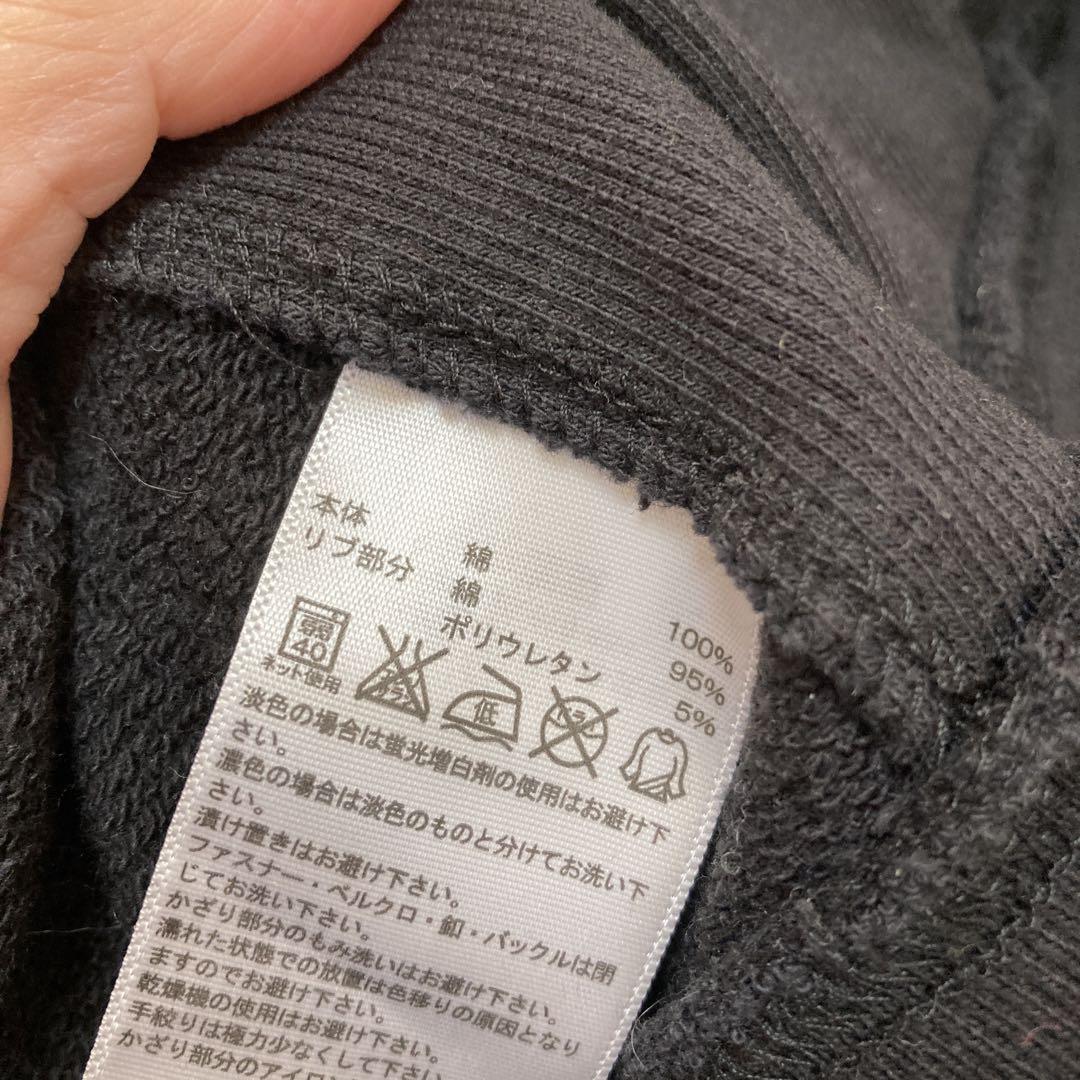 本体 綿 100%
リブ部分 綿 95%
ポリウレタン 5%
弱
40
ネット使用
エンソサラシ
低
ドライ
淡色の場合は蛍光増白剤の使用はお避け下
さい。
濃色の場合は淡色のものと分けてお洗い下
さい。
漬け置きはお避け下さい。
ファスナー・ベルクロ・釦・バックルは閉
じてお洗い下さい。
かざり部分のもみ洗いはお避け下さい。
濡れた状態での放置は色移りの原因となり
ますのでお避け下さい。
乾燥機の使用はお避け下さい。
手絞りは極力少なくして下さい。
かざり部分のアイロン